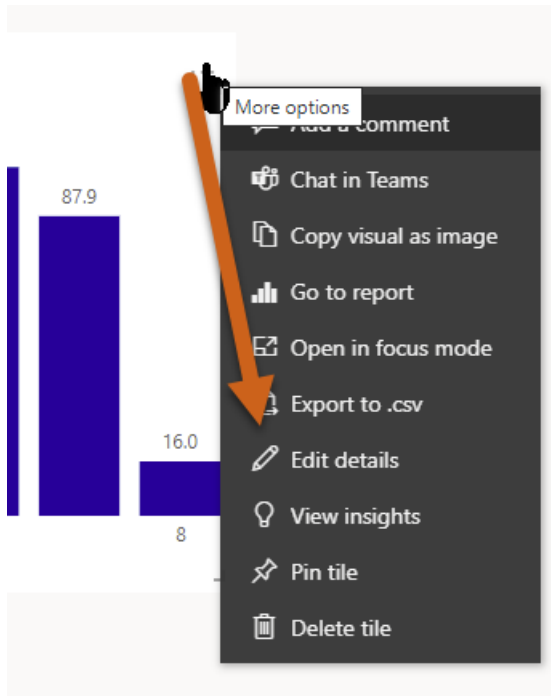 More options
Add a comment
87.9
Chat in Teams
Copy visual as image
Go to report
Open in focus mode
Export to .csv
16.0
Edit details
View insights
8
Pin tile
Delete tile